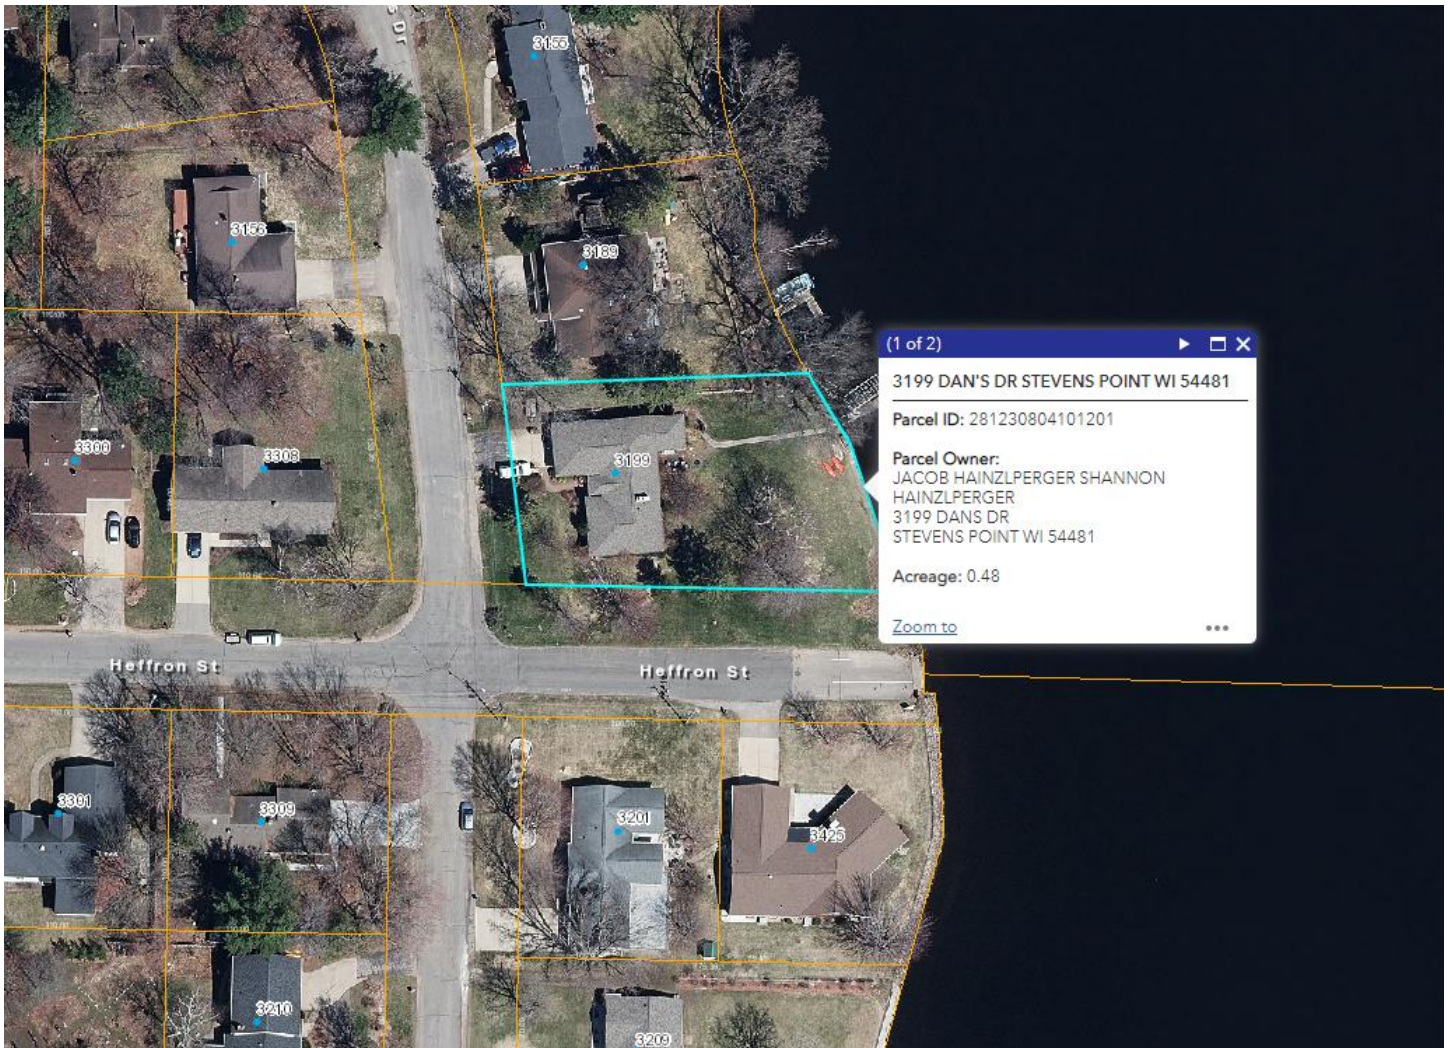 s Dr
3155
3156
3189
(1 of 2)
3199 DAN'S DR STEVENS POINT WI 54481
Parcel ID: 281230804101201
Parcel Owner:
JACOB HAINZLPERGER SHANNON
HAINZLPERGER
3199 DANS DR
STEVENS POINT WI 54481
Acreage: 0.48
Zoom to
3300
3308
3199
Heffron St
Heffron St
3301
3309
3201
3425
3210
3209